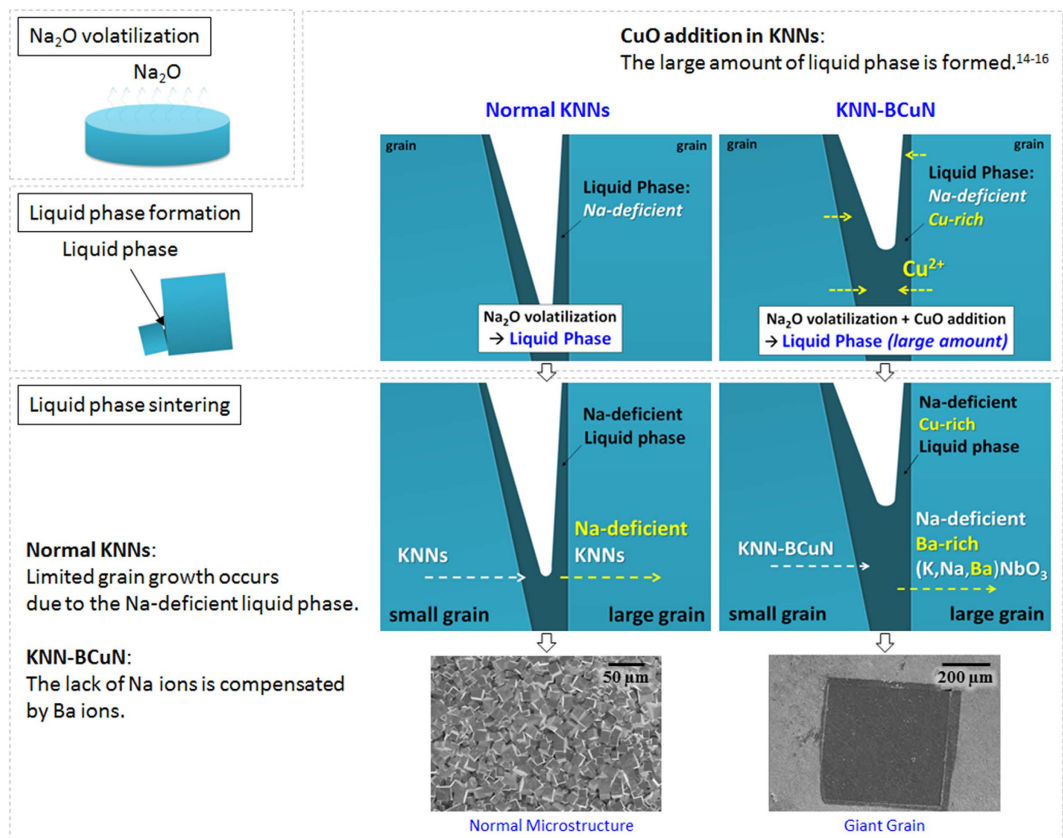 Na₂O volatilization
Na₂O
CuO addition in KNNs:
The large amount of liquid phase is formed.¹⁴⁻¹⁶
Normal KNNs
KNN-BCuN
grain
grain
Liquid Phase:
Na-deficient
Na₂O volatilization
→ Liquid Phase
grain
grain
Liquid Phase:
Na-deficient
Cu-rich
Cu²⁺
Na₂O volatilization + CuO addition
→ Liquid Phase (large amount)
Liquid phase formation
Liquid phase
Liquid phase sintering
Na-deficient
Liquid phase
Na-deficient
KNNs
KNNs
small grain
large grain
Na-deficient
Cu-rich
Liquid phase
Na-deficient
KNN-BCuN
Ba-rich
(K,Na,Ba)NbO₃
small grain
large grain
Normal KNNs:
Limited grain growth occurs
due to the Na-deficient liquid phase.
KNN-BCuN:
The lack of Na ions is compensated
by Ba ions.
50 μm
200 μm
Normal Microstructure
Giant Grain